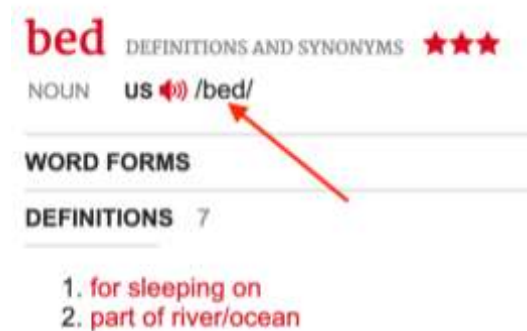 bed DEFINITIONS AND SYNONYMS ★★★
NOUN US /bed/
WORD FORMS
DEFINITIONS 7
1. for sleeping on
2. part of river/ocean